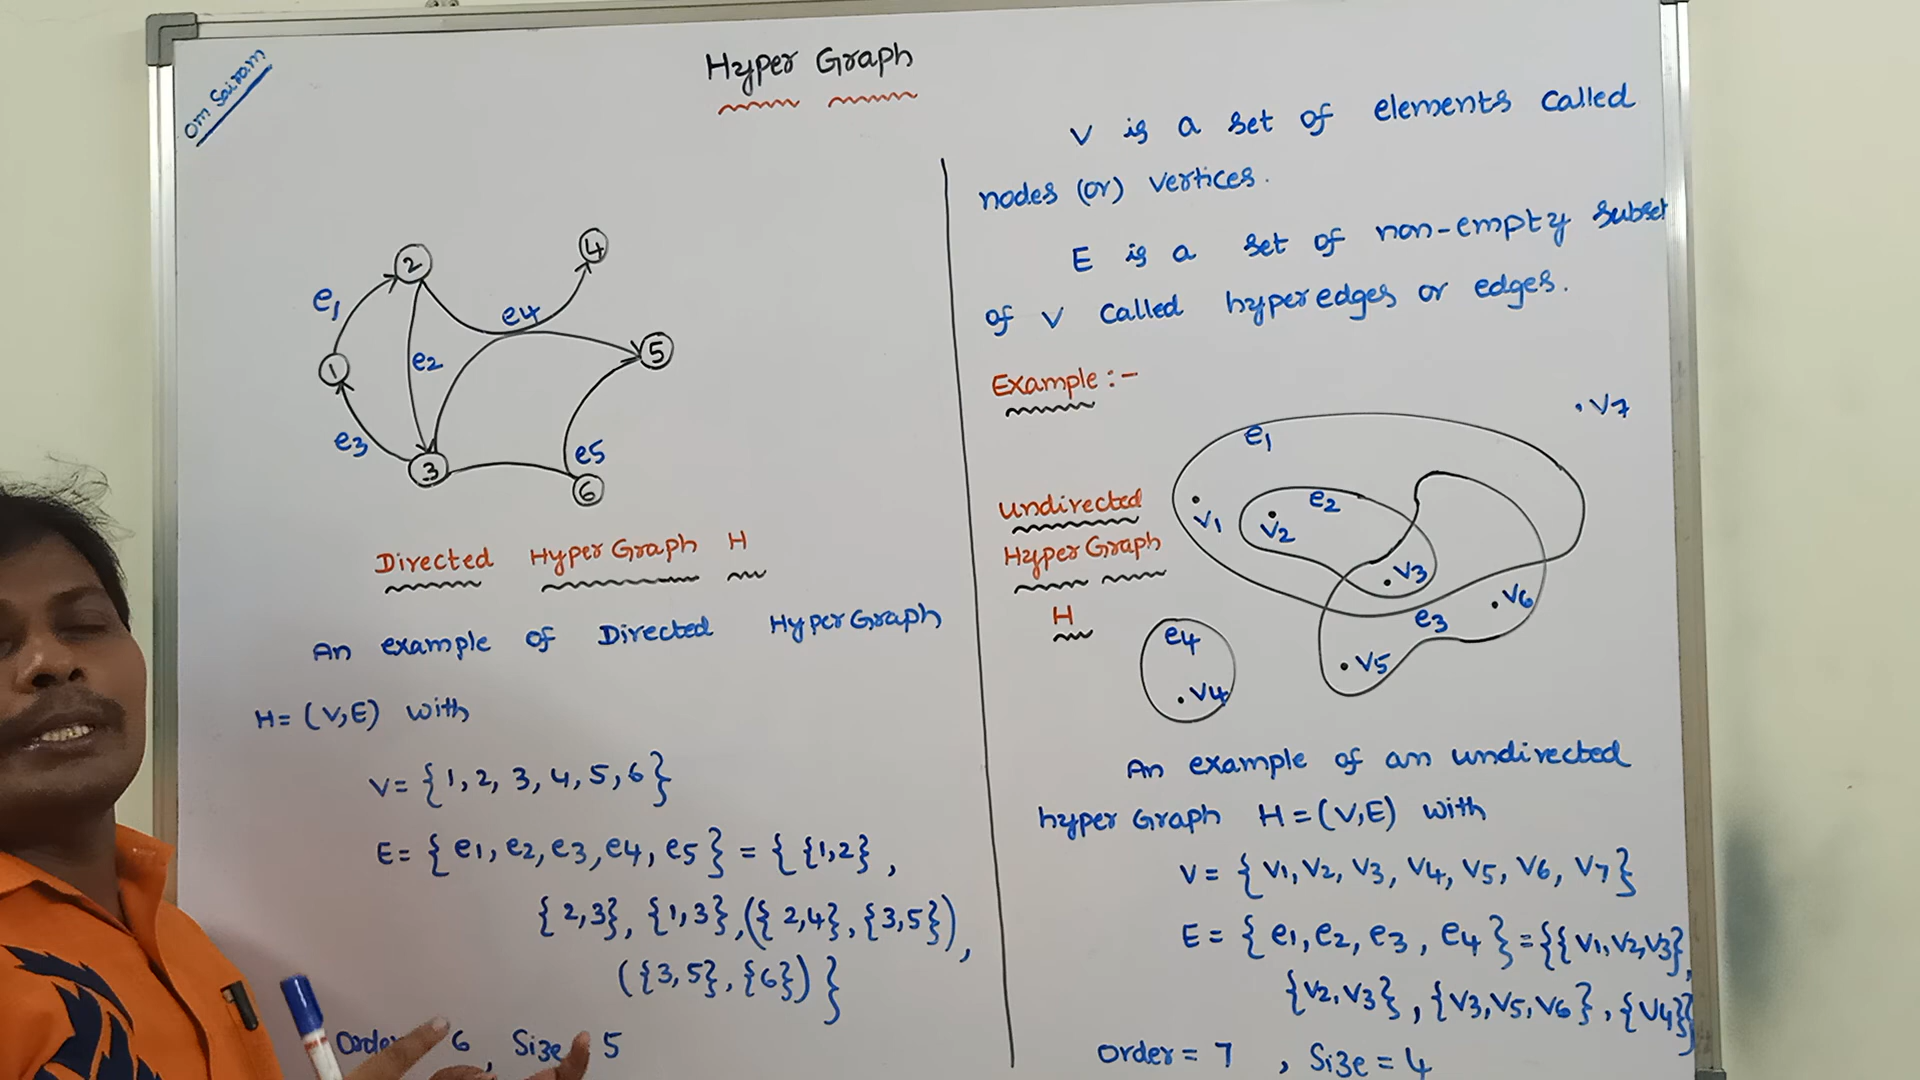 Om Sairam
Hyper Graph
2
4
e1
e4
1
e2
5
e3
3
e5
6
Directed Hyper Graph H
An example of Directed Hyper Graph
H= (V,E) with
V= {1, 2, 3, 4, 5, 6}
E= {e1, e2, e3, e4, e5} = { {1,2} ,
{2,3}, {1,3} ,({2,4} , {3,5}) ,
({3,5} , {6}) }
6 , Size 5
V is a set of elements called
nodes (or) vertices.
E is a set of non-empty subset
of V called hyperedges or edges.
Example :-
V7
e1
e2
V1
V2
V3
V6
e3
e4
V5
V4
Undirected
Hyper Graph
H
An example of an undirected
hyper Graph H = (V,E) with
V= {V1, V2, V3, V4, V5, V6, V7}
E = {e1, e2, e3, e4} = {{V1,V2,V3},
{V2,V3} , {V3,V5,V6} , {V4}}
Order = 7 , Size = 4